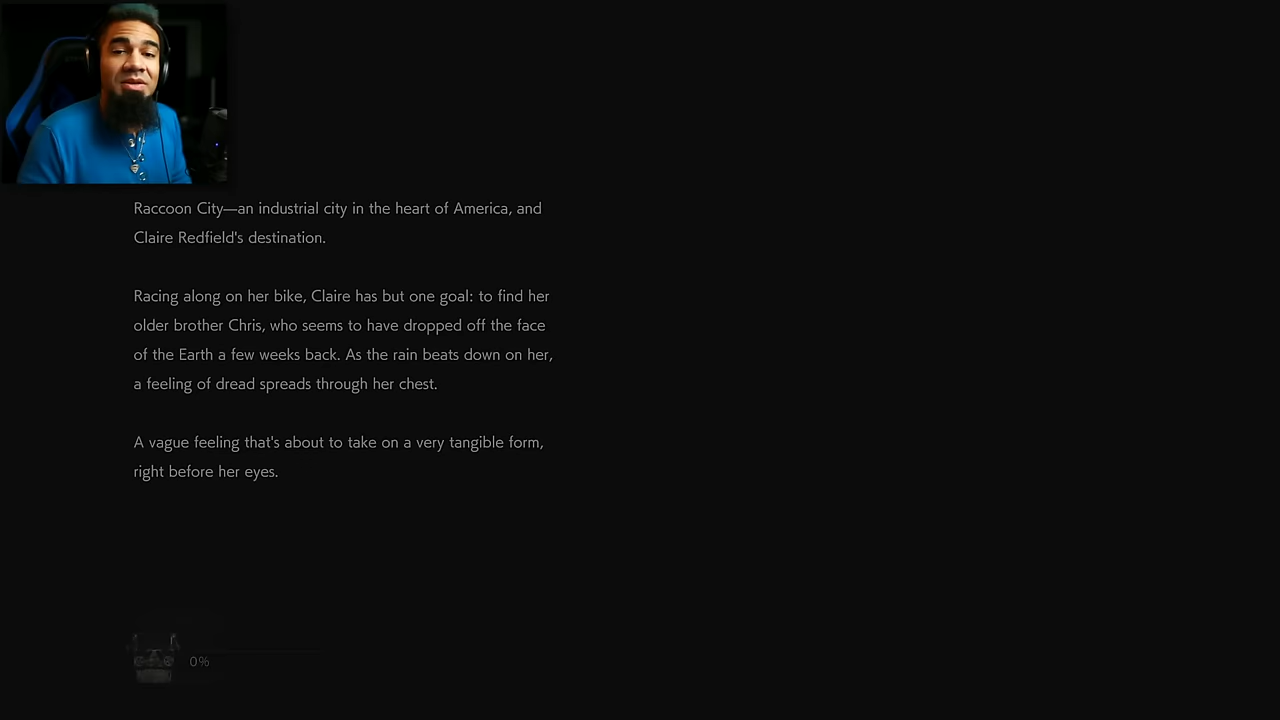 Raccoon City—an industrial city in the heart of America, and
Claire Redfield's destination.
Racing along on her bike, Claire has but one goal: to find her
older brother Chris, who seems to have dropped off the face
of the Earth a few weeks back. As the rain beats down on her,
a feeling of dread spreads through her chest.
A vague feeling that's about to take on a very tangible form,
right before her eyes.
0%